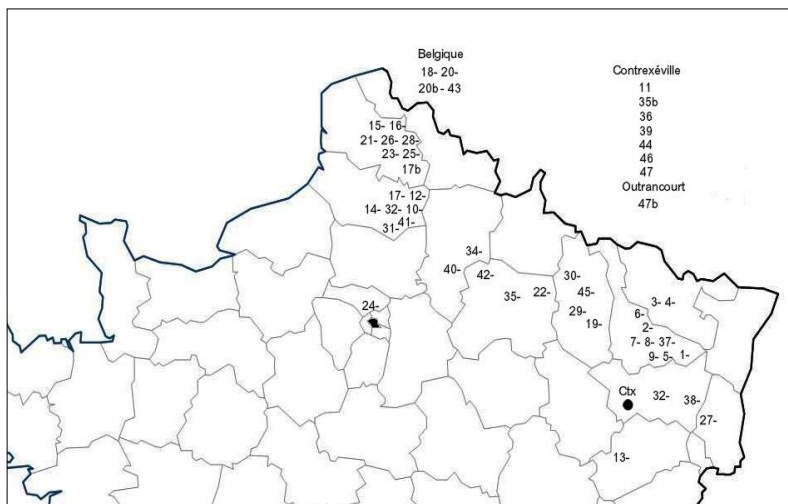 Belgique
18- 20-
20b - 43
Contrexéville
11
35b
36
39
44
46
47
Outrancourt
47b
15- 16-
21- 26- 28-
23- 25-
17b
17- 12-
14- 32- 10-
41-
31-
34-
40-
42-
35-
22-
30-
45-
29-
19-
24-
3- 4-
6-
2-
7- 8- 37-
9- 5- 1-
Ctx
32-
38-
27-
13-